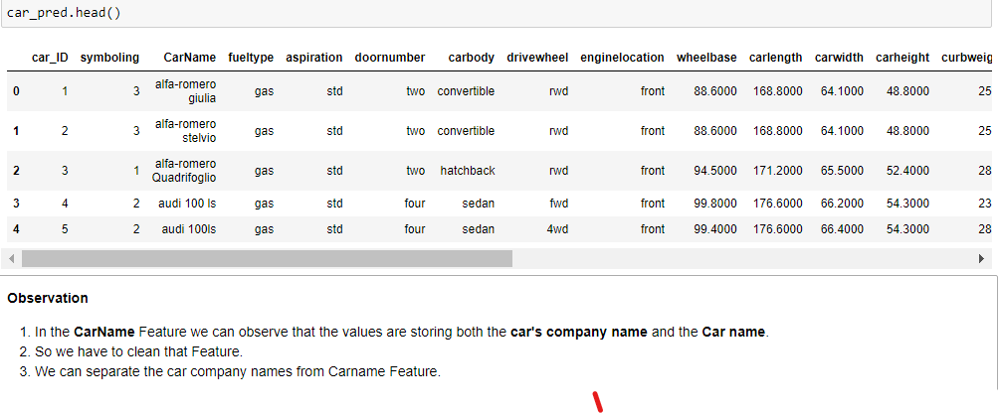 car_pred.head()
car_ID symboling CarName fueltype aspiration doornumber carbody drivewheel enginelocation wheelbase carlength carwidth carheight curbweig
0 1 3 alfa-romero giulia gas std two convertible rwd front 88.6000 168.8000 64.1000 48.8000 25
1 2 3 alfa-romero stelvio gas std two convertible rwd front 88.6000 168.8000 64.1000 48.8000 25
2 3 1 alfa-romero Quadrifoglio gas std two hatchback rwd front 94.5000 171.2000 65.5000 52.4000 28
3 4 2 audi 100 ls gas std four sedan fwd front 99.8000 176.6000 66.2000 54.3000 23
4 5 2 audi 100ls gas std four sedan 4wd front 99.4000 176.6000 66.4000 54.3000 28
Observation
1. In the CarName Feature we can observe that the values are storing both the car's company name and the Car name.
2. So we have to clean that Feature.
3. We can separate the car company names from Carname Feature.